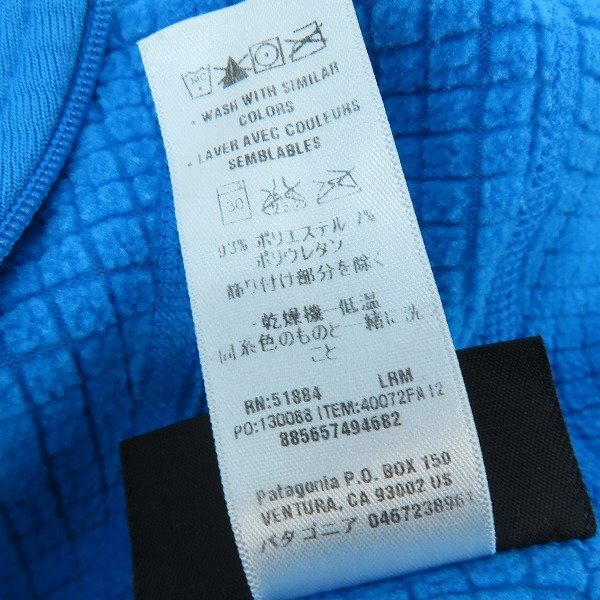 . WASH WITH SIMILAR
COLORS
. LAVER AVEC COULEURS
SEMBLABLES
30
93% ポリエステル 7%
ポリウレタン
飾り付け部分を除く
乾燥機一低温
同系色のものと一緒に洗う
こと
RN:51884 LRM
PO:130088 ITEM:40072FA12
885657494682
Patagonia P.O. BOX 150
VENTURA, CA 93002 US
パタゴニア 0467238961